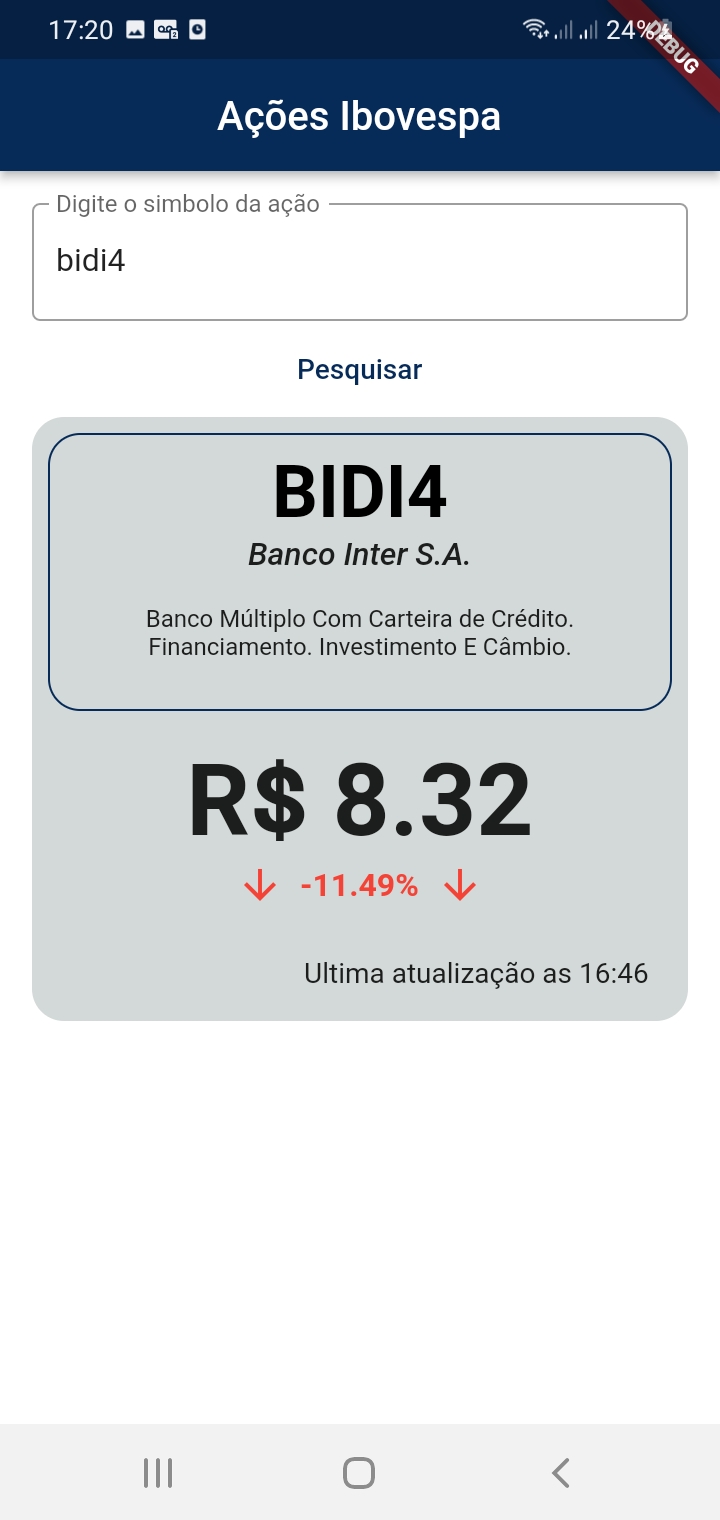 17:20
24%
DEBUG
Ações Ibovespa
Digite o simbolo da ação
bidi4
Pesquisar
BIDI4
Banco Inter S.A.
Banco Múltiplo Com Carteira de Crédito.
Financiamento. Investimento E Câmbio.
R$ 8.32
-11.49%
Ultima atualização as 16:46